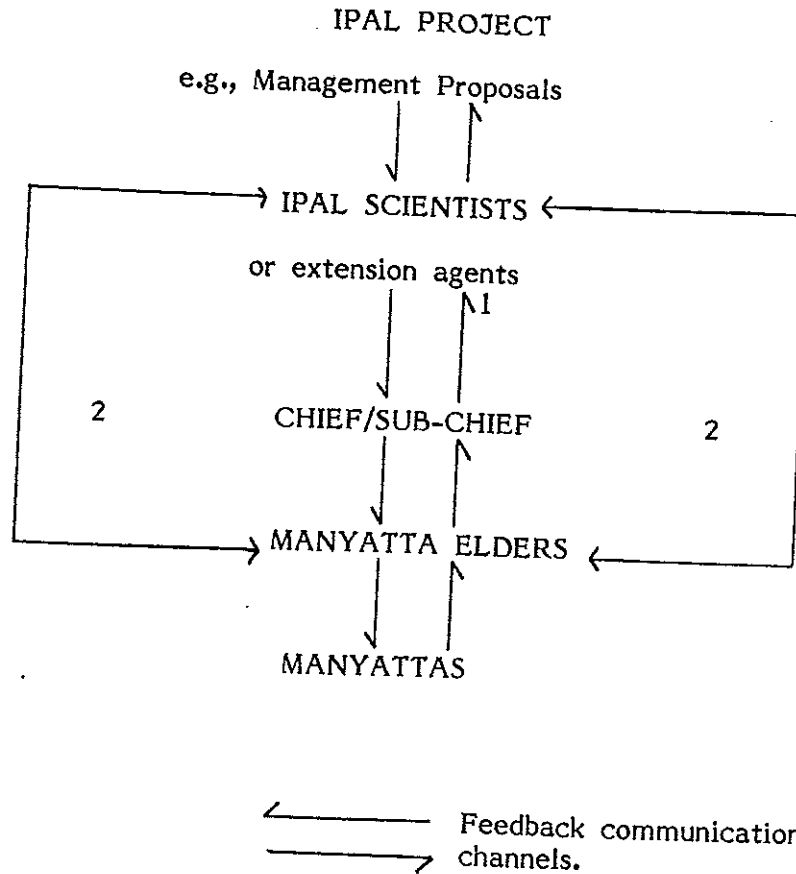 IPAL PROJECT
e.g., Management Proposals
IPAL SCIENTISTS
or extension agents
1
2
CHIEF/SUB-CHIEF
2
MANYATTA ELDERS
MANYATTAS
Feedback communication
channels.